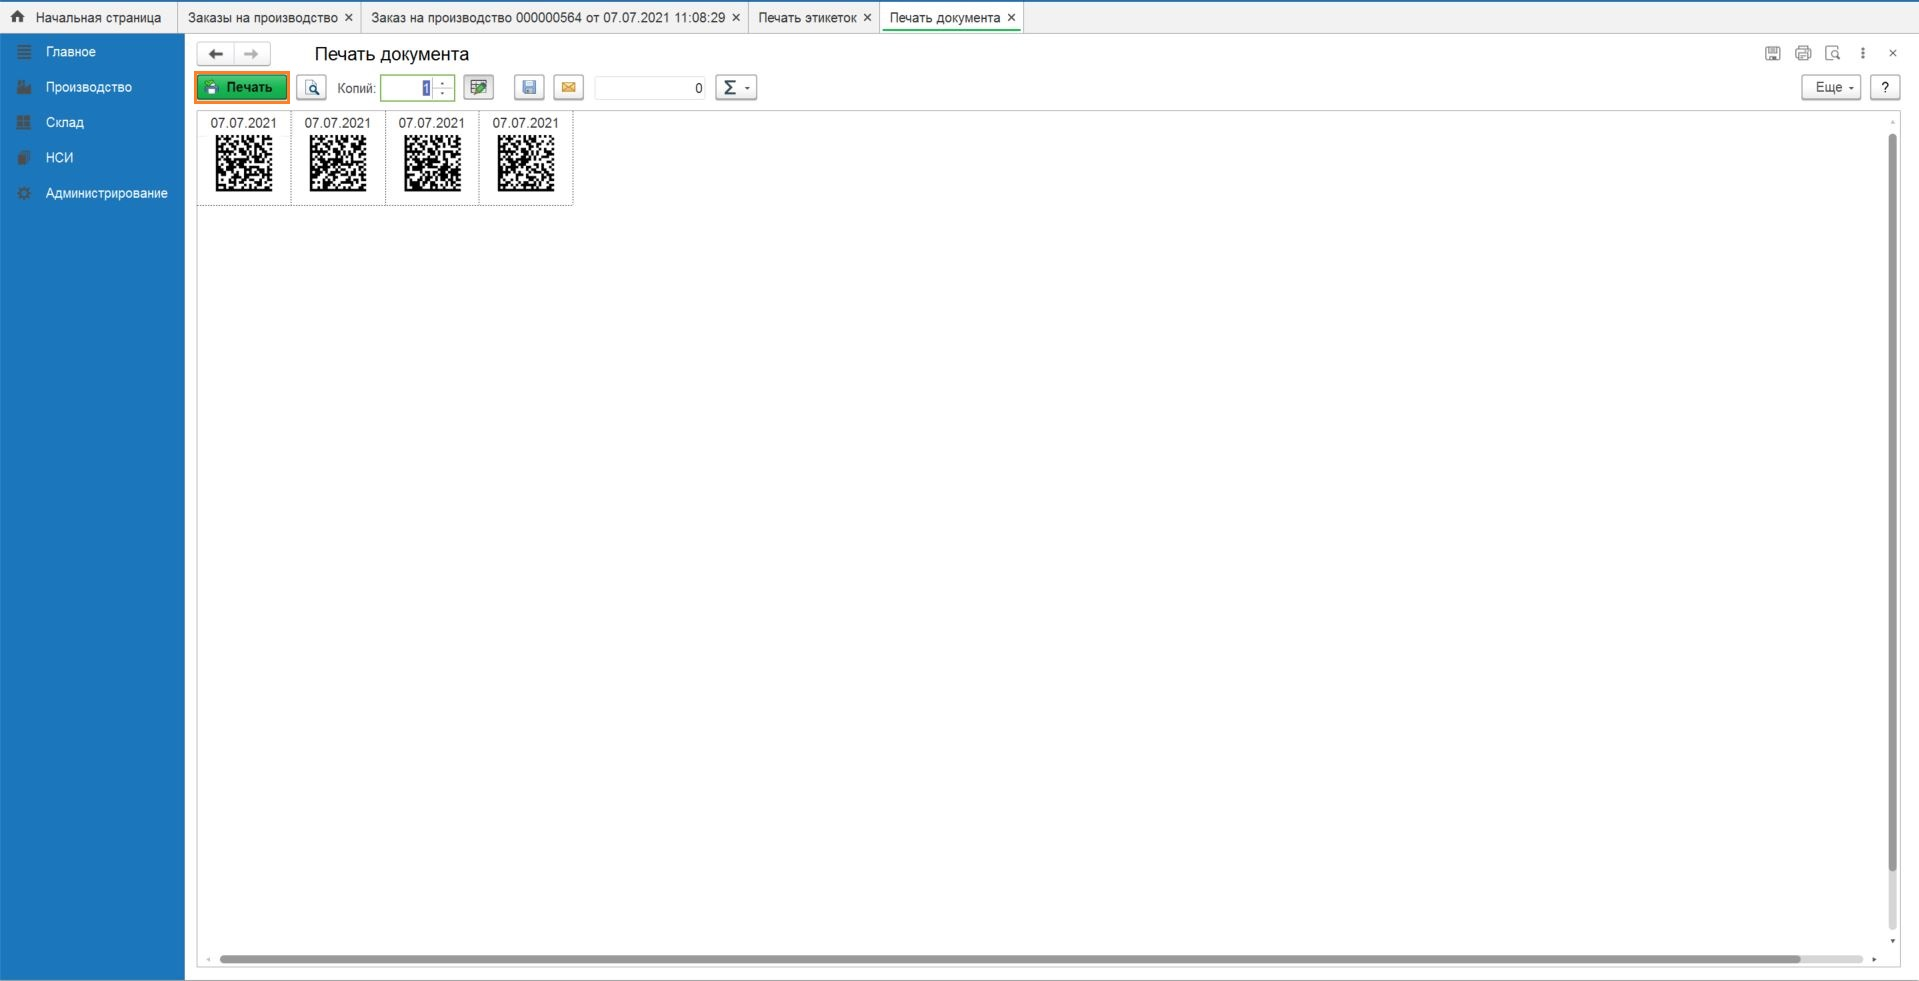 Начальная страница
Заказы на производство ×
Заказ на производство 000000564 от 07.07.2021 11:08:29 ×
Печать этикеток ×
Печать документа ×
Главное
Производство
Склад
НСИ
Администрирование
Печать документа
Печать
Копий:
1
0
Σ
Еще
?
07.07.2021 07.07.2021 07.07.2021 07.07.2021